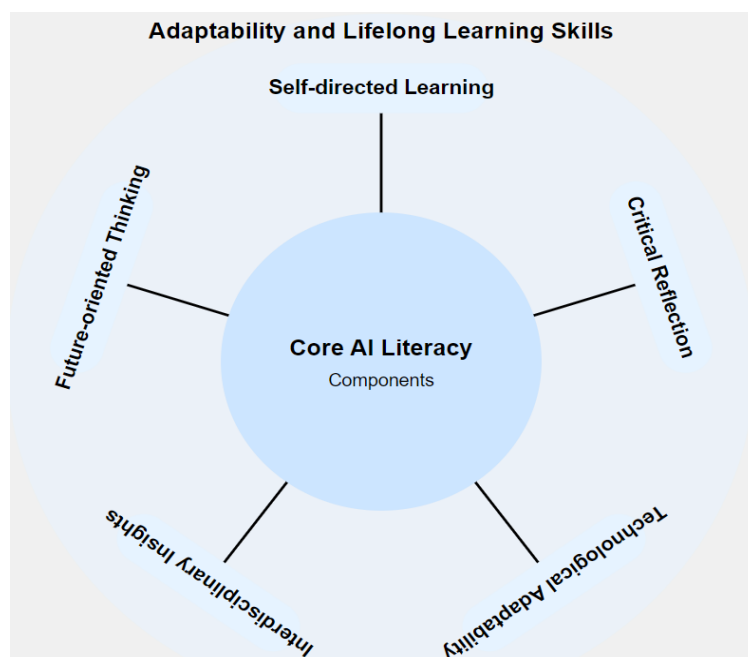 Adaptability and Lifelong Learning Skills
Self-directed Learning
Critical Reflection
Future-oriented Thinking
Core AI Literacy
Components
Interdisciplinary Insights
Technological Adaptability